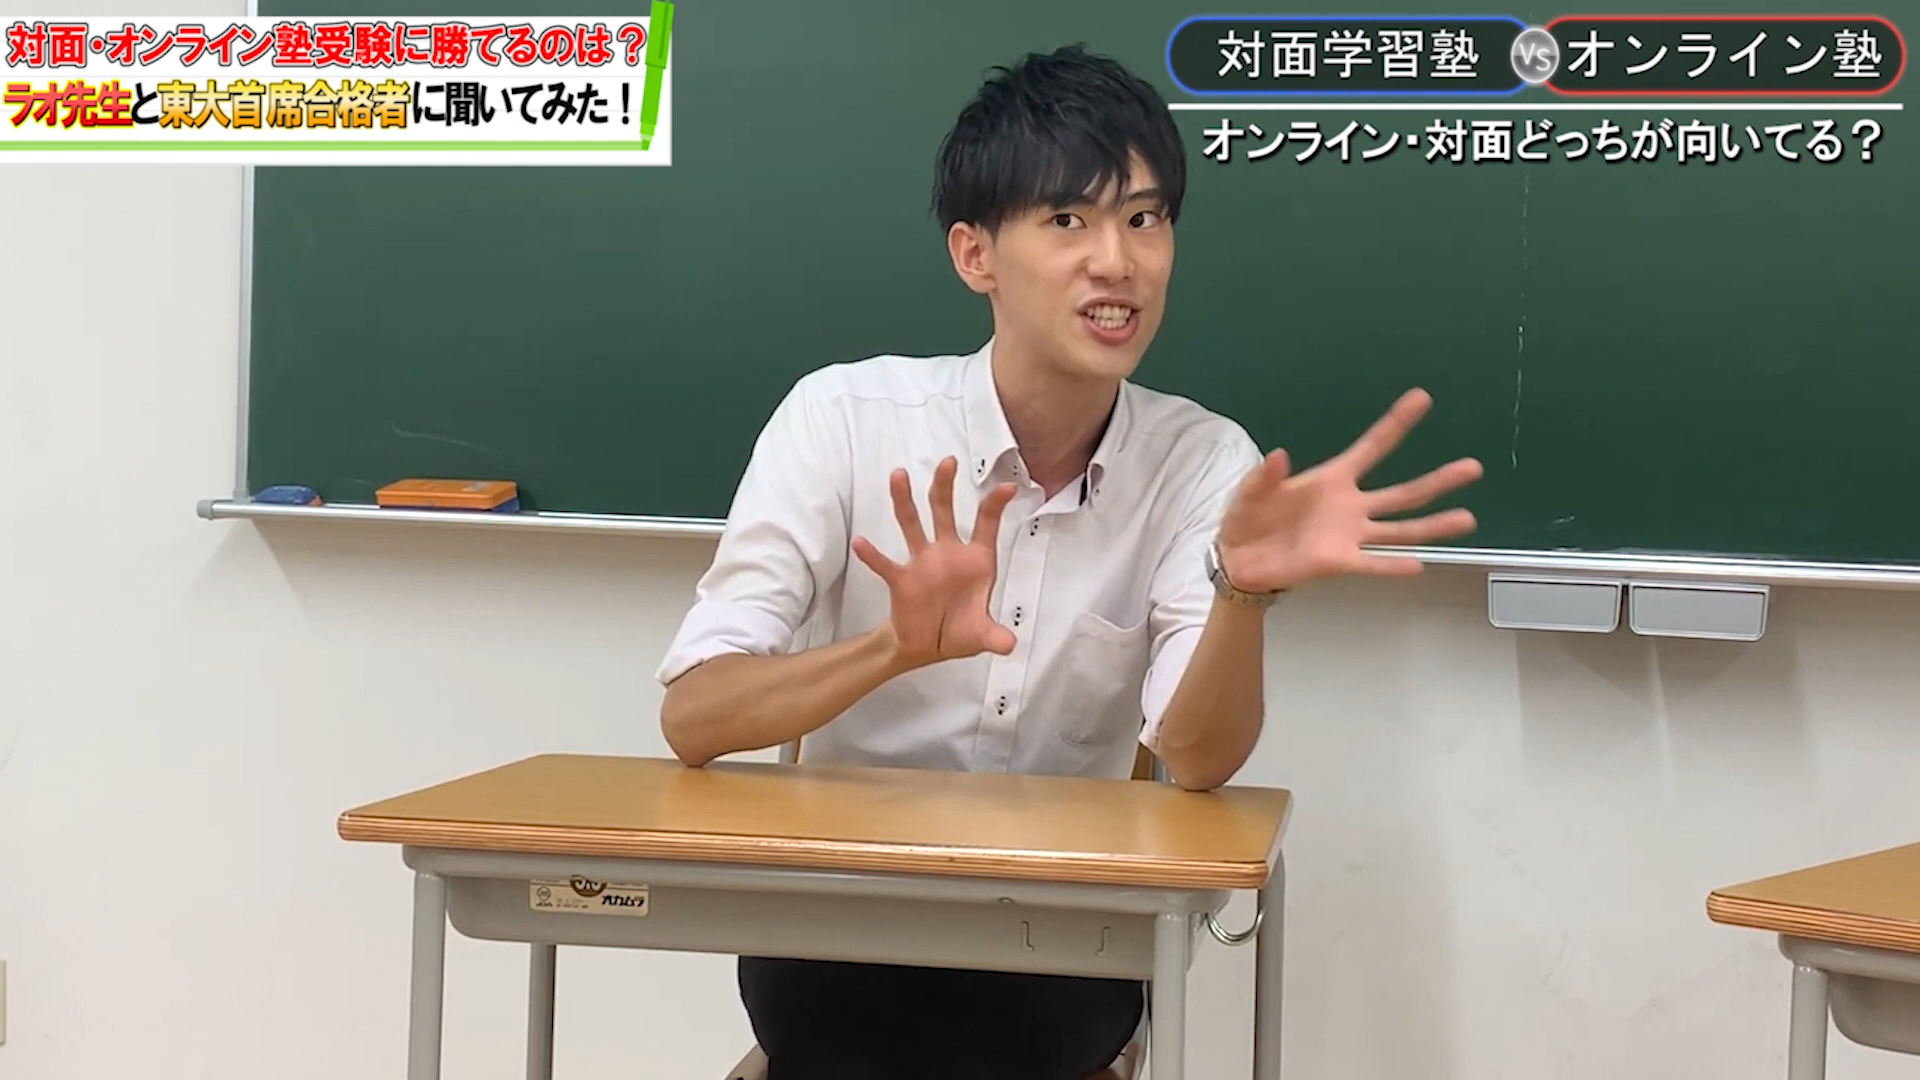 対面・オンライン塾受験に勝てるのは？
ラオ先生と東大首席合格者に聞いてみた！
対面学習塾 VS オンライン塾
オンライン・対面どっちが向いてる？
オカムラ